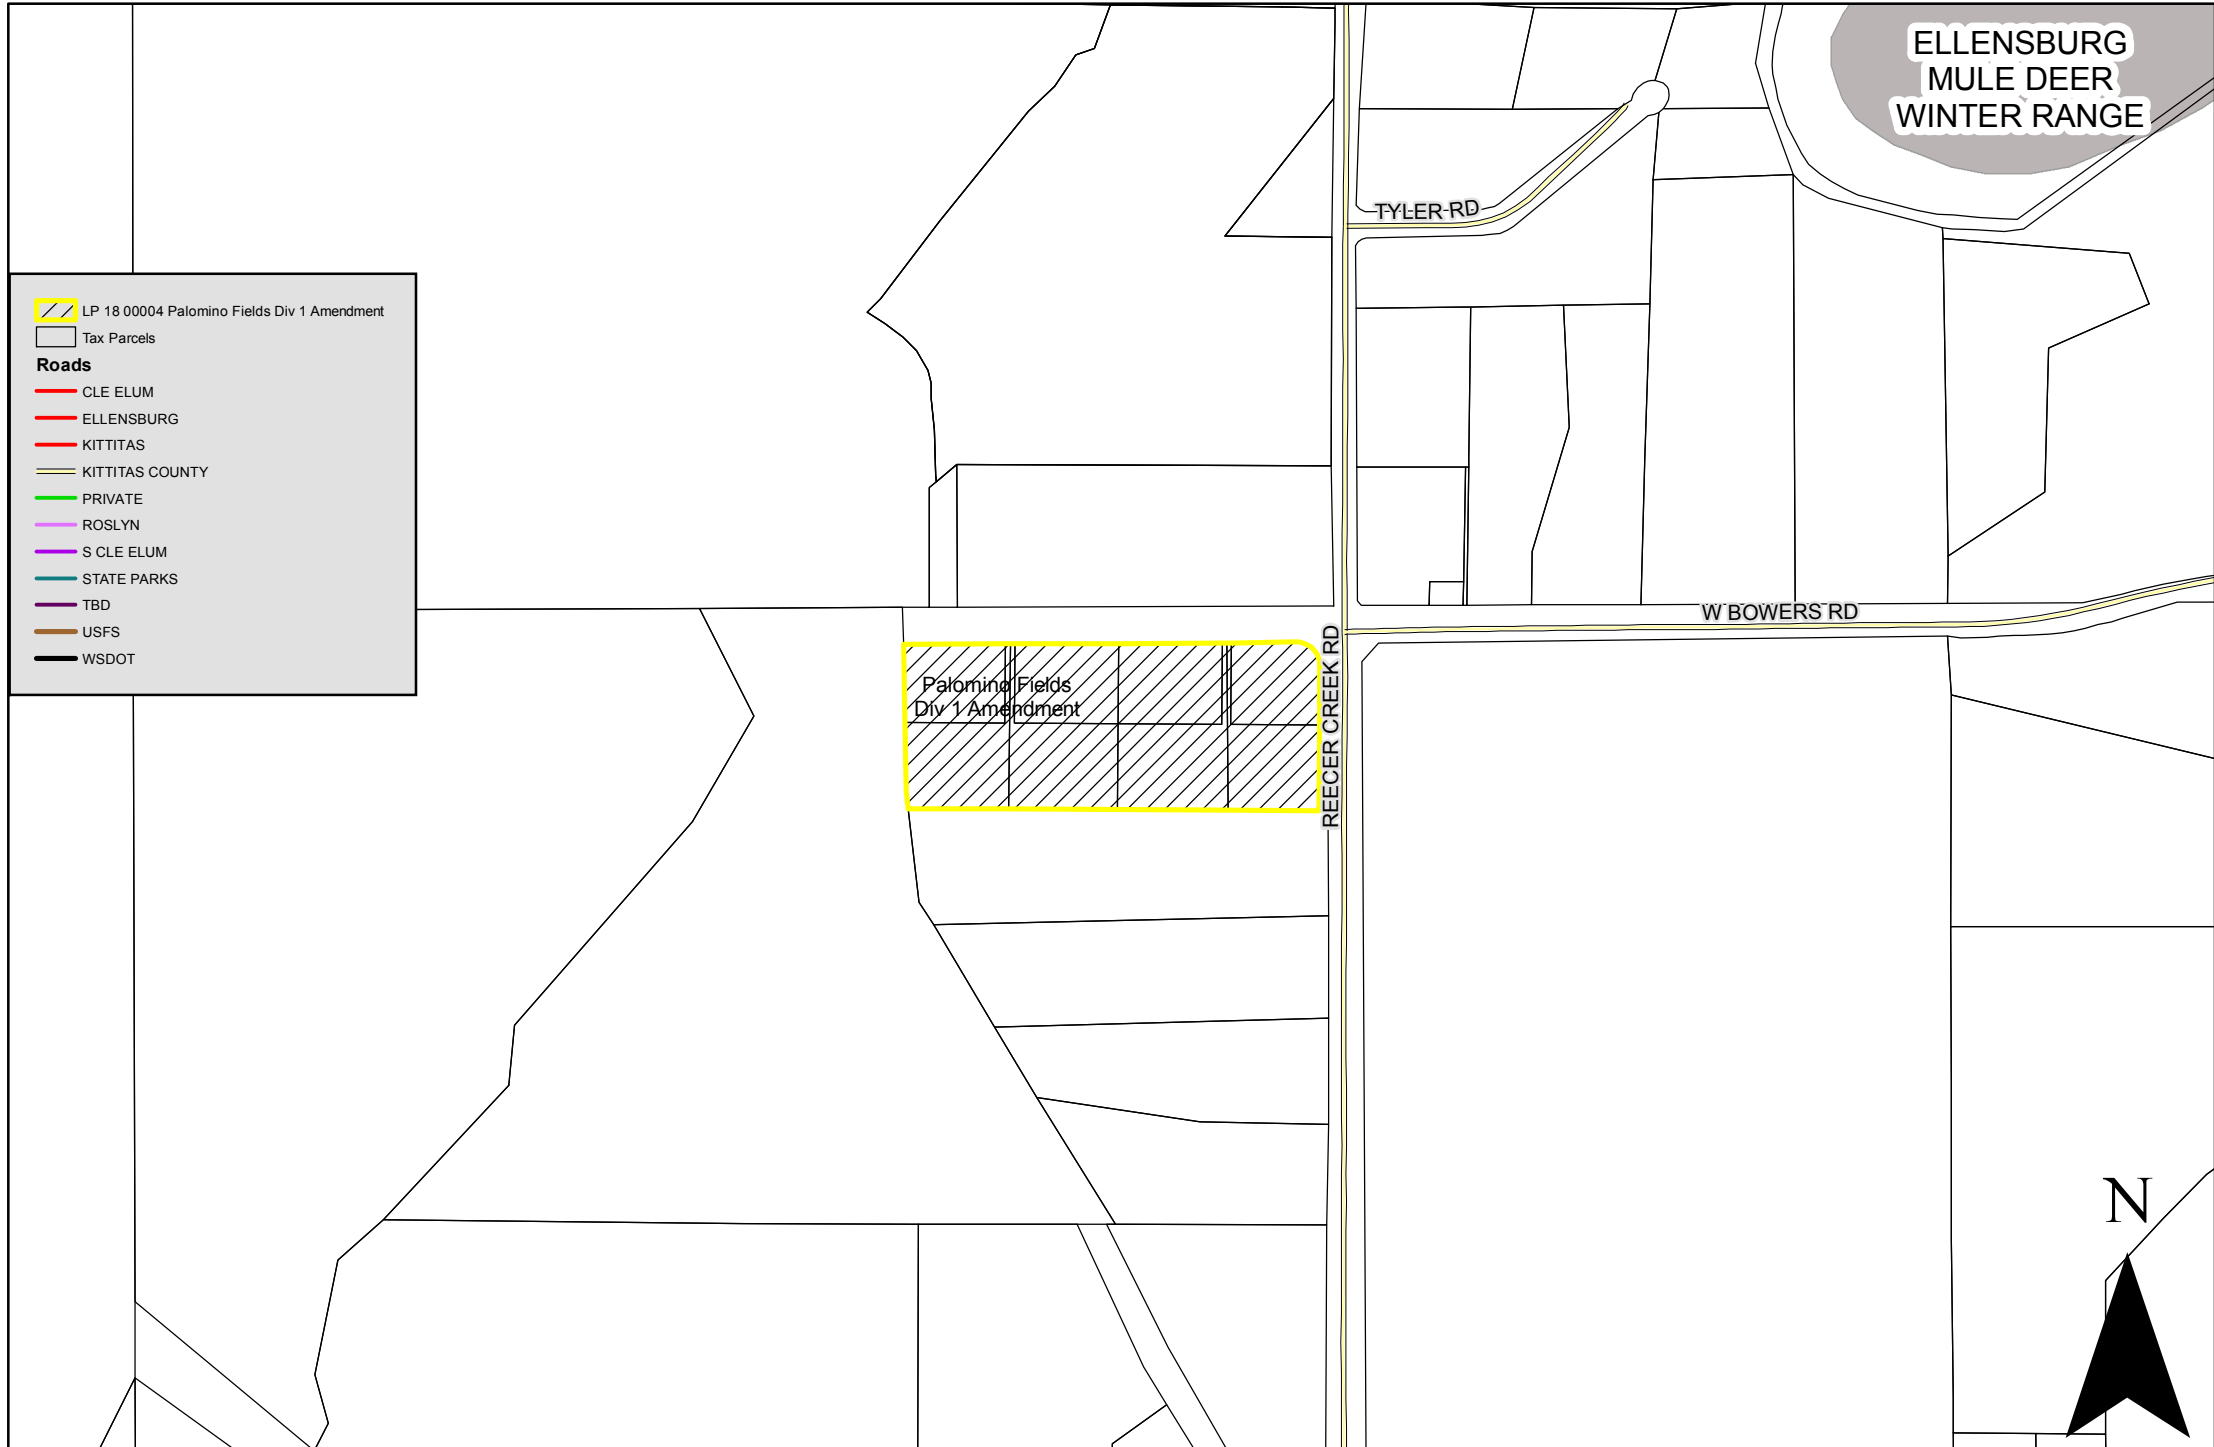 ELLENSBURG
MULE DEER
WINTER RANGE
TYLER RD
LP 18 00004 Palomino Fields Div 1 Amendment
Tax Parcels
Roads
CLE ELUM
ELLENSBURG
KITTITAS
KITTITAS COUNTY
PRIVATE
ROSLYN
S CLE ELUM
STATE PARKS
TBD
USFS
WSDOT
W BOWERS RD
REECER CREEK RD
Palomino Fields
Div 1 Amendment
N